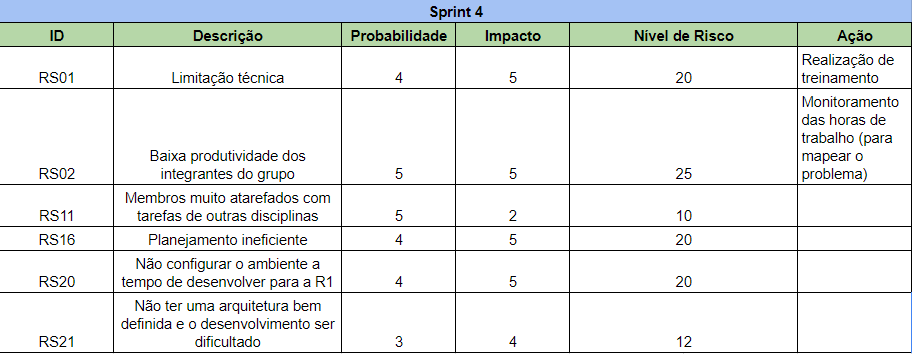 Sprint 4
ID Descrição Probabilidade Impacto Nível de Risco Ação
RS01 Limitação técnica 4 5 20 Realização de
treinamento
RS02 Baixa produtividade dos
integrantes do grupo 5 5 25 Monitoramento
das horas de
trabalho (para
mapear o
problema)
RS11 Membros muito atarefados com
tarefas de outras disciplinas 5 2 10
RS16 Planejamento ineficiente 4 5 20
RS20 Não configurar o ambiente a
tempo de desenvolver para a R1 4 5 20
RS21 Não ter uma arquitetura bem
definida e o desenvolvimento ser
dificultado 3 4 12